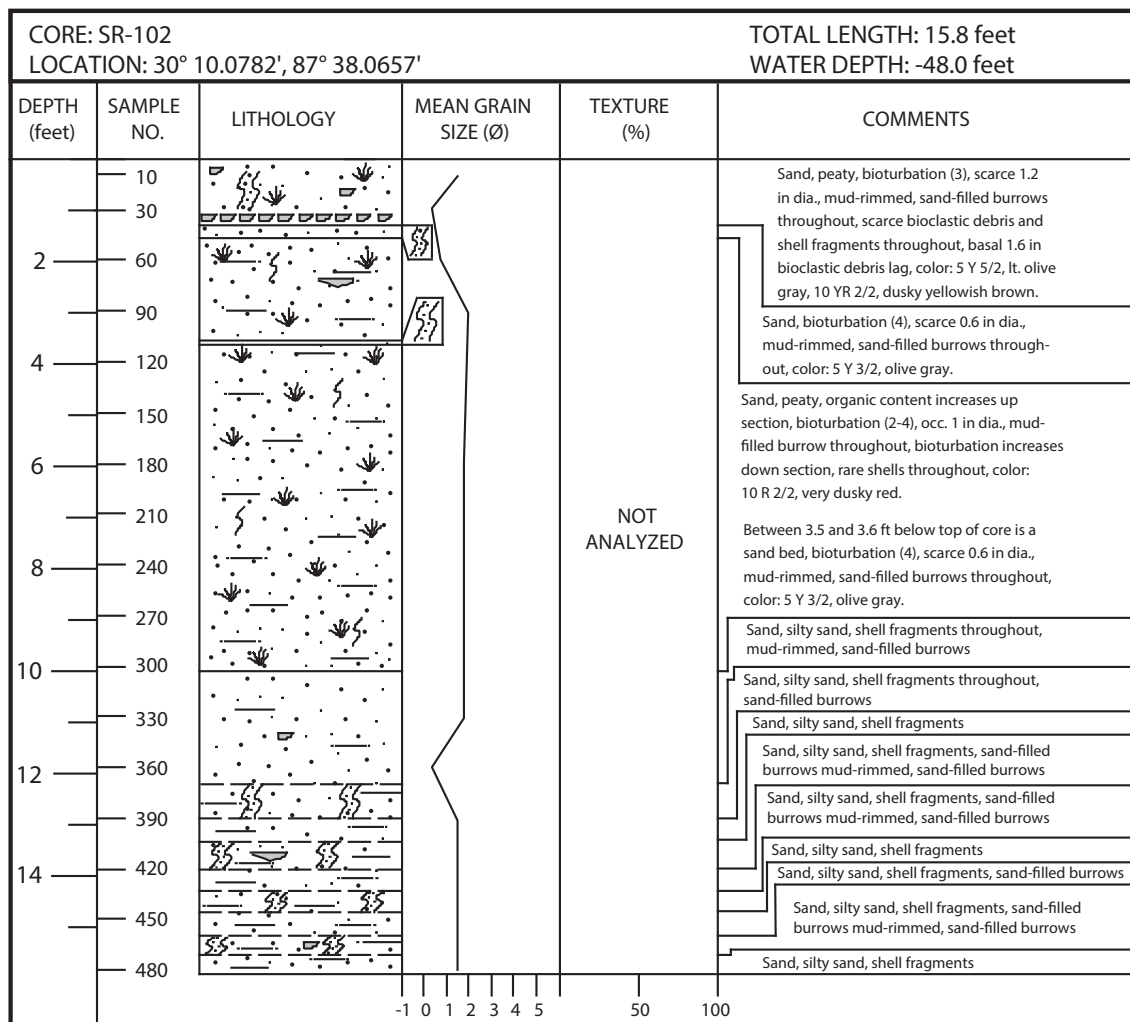 CORE: SR-102
LOCATION: 30° 10.0782', 87° 38.0657'
TOTAL LENGTH: 15.8 feet
WATER DEPTH: -48.0 feet
DEPTH
(feet)
SAMPLE
NO.
LITHOLOGY
MEAN GRAIN
SIZE (Ø)
TEXTURE
(%)
COMMENTS
2
4
6
8
10
12
14
10
30
60
90
120
150
180
210
240
270
300
330
360
390
420
450
480
-1 0 1 2 3 4 5
NOT
ANALYZED
50
100
Sand, peaty, bioturbation (3), scarce 1.2
in dia., mud-rimmed, sand-filled burrows
throughout, scarce bioclastic debris and
shell fragments throughout, basal 1.6 in
bioclastic debris lag, color: 5 Y 5/2, lt. olive
gray, 10 YR 2/2, dusky yellowish brown.
Sand, bioturbation (4), scarce 0.6 in dia.,
mud-rimmed, sand-filled burrows through-
out, color: 5 Y 3/2, olive gray.
Sand, peaty, organic content increases up
section, bioturbation (2-4), occ. 1 in dia., mud-
filled burrow throughout, bioturbation increases
down section, rare shells throughout, color:
10 R 2/2, very dusky red.
Between 3.5 and 3.6 ft below top of core is a
sand bed, bioturbation (4), scarce 0.6 in dia.,
mud-rimmed, sand-filled burrows throughout,
color: 5 Y 3/2, olive gray.
Sand, silty sand, shell fragments throughout,
mud-rimmed, sand-filled burrows
Sand, silty sand, shell fragments throughout,
sand-filled burrows
Sand, silty sand, shell fragments
Sand, silty sand, shell fragments, sand-filled
burrows mud-rimmed, sand-filled burrows
Sand, silty sand, shell fragments, sand-filled
burrows mud-rimmed, sand-filled burrows
Sand, silty sand, shell fragments
Sand, silty sand, shell fragments, sand-filled burrows
Sand, silty sand, shell fragments, sand-filled
burrows mud-rimmed, sand-filled burrows
Sand, silty sand, shell fragments